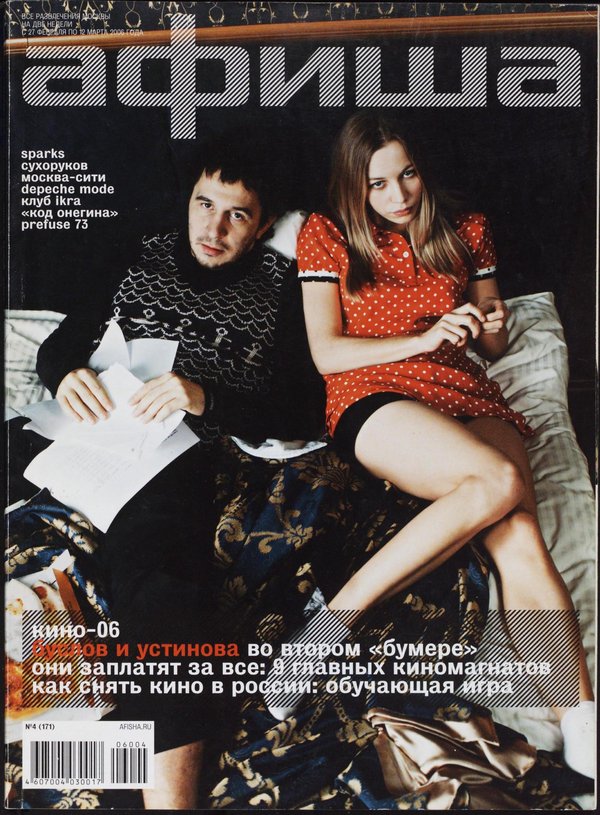 ВСЕ РАЗВЛЕЧЕНИЯ МОСКВЫ
НА ДВЕ НЕДЕЛИ
С 27 ФЕВРАЛЯ ПО 12 МАРТА 2006 ГОДА
афиша
sparks
сухоруков
москва-сити
depeche mode
клуб ikra
«код онегина»
prefuse 73
кино-06
буслов и устинова во втором «бумере»
они заплатят за все: 9 главных киномагнатов
как снять кино в россии: обучающая игра
№4 (171) AFISHA.RU
06004
4 607004 030017